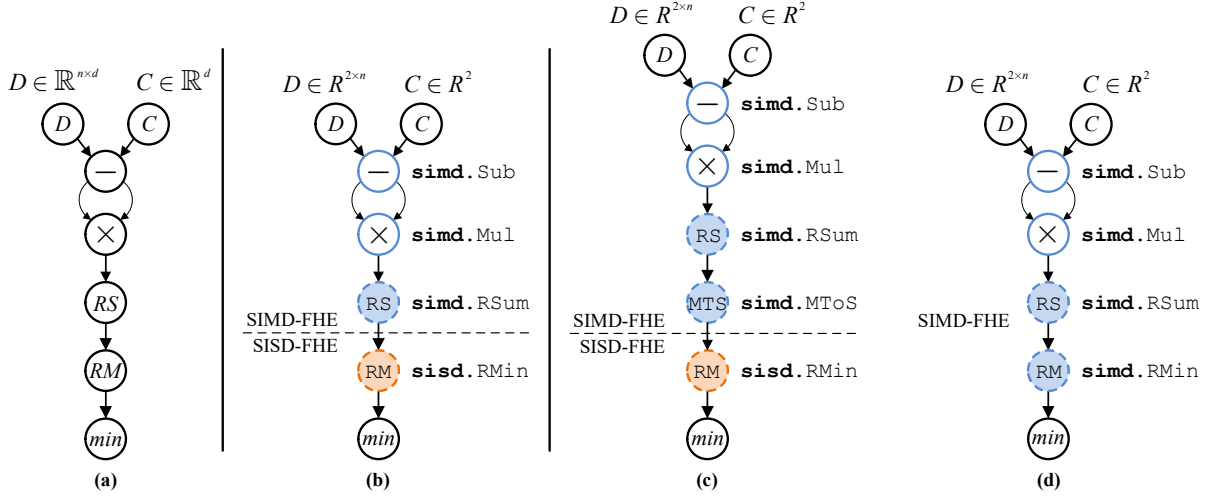 D ∈ ℝ^{n×d} C ∈ ℝ^d
D C
—
×
RS
RM
min
(a)
D ∈ R^{2×n} C ∈ R^2
D C
— simd.Sub
× simd.Mul
RS simd.RSum
SIMD-FHE
SISD-FHE
RM sisd.RMin
min
(b)
D ∈ R^{2×n} C ∈ R^2
D C
— simd.Sub
× simd.Mul
RS simd.RSum
MTS simd.MToS
SIMD-FHE
SISD-FHE
RM sisd.RMin
min
(c)
D ∈ R^{2×n} C ∈ R^2
D C
— simd.Sub
× simd.Mul
RS simd.RSum
SIMD-FHE
RM simd.RMin
min
(d)